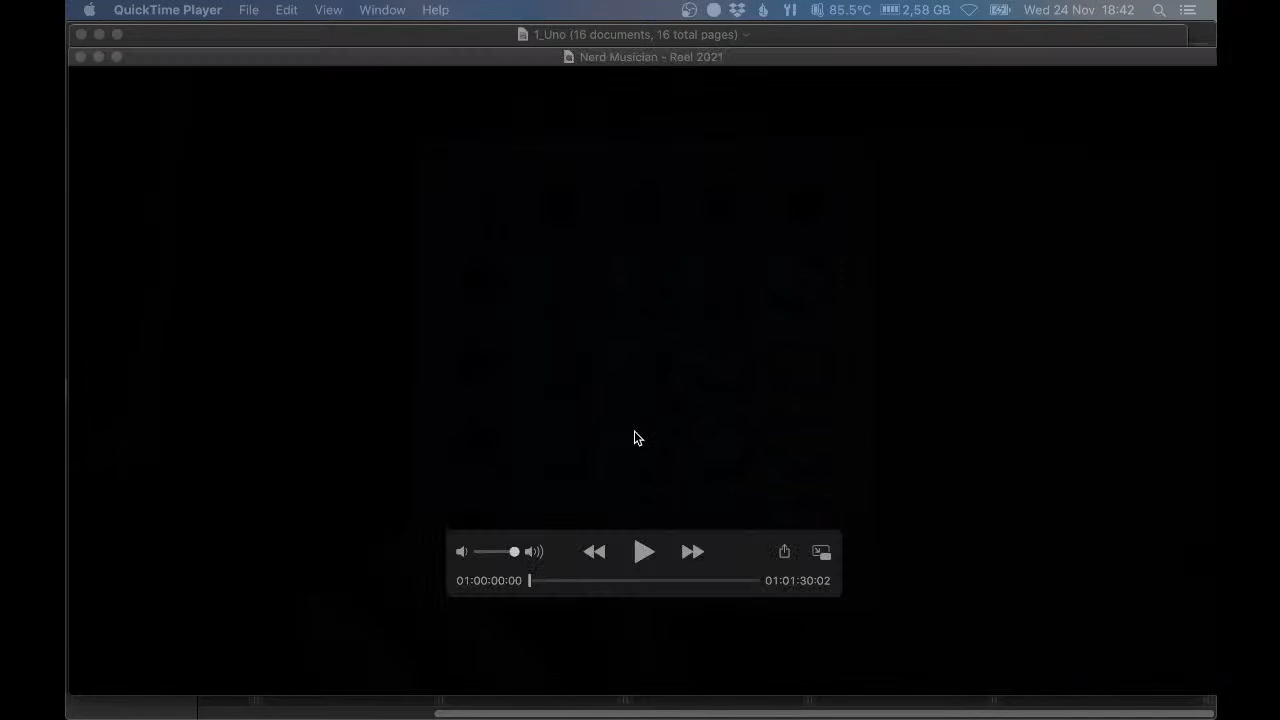 QuickTime Player File Edit View Window Help 85.5°C 2,58 GB Wed 24 Nov 18:42
1_Uno (16 documents, 16 total pages)
Nerd Musician - Reel 2021
01:00:00:00 01:01:30:02